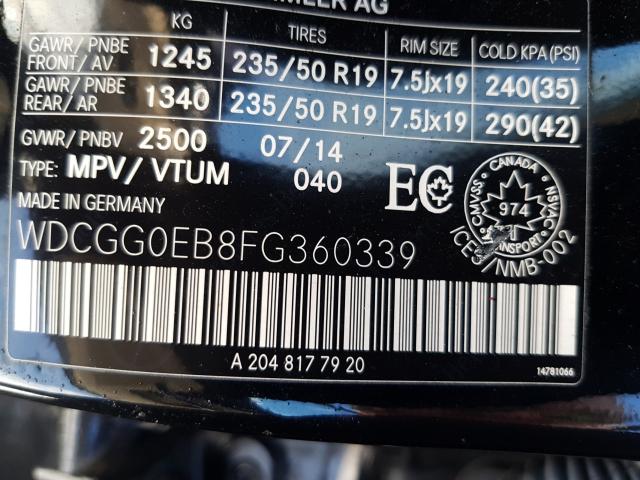 AG
KG TIRES RIM SIZE COLD KPA (PSI)
GAWR/ PNBE
FRONT/ AV 1245 235/50 R19 7.5Jx19 240(35)
GAWR/ PNBE
REAR/ AR 1340 235/50 R19 7.5Jx19 290(42)
GVWR/ PNBV 2500 07/14
TYPE: MPV/ VTUM 040 EC
MADE IN GERMANY
WDCGG0EB8FG360339
CANADA
CMVSS
NSVAC
974
TRANSPORT
ICES/NMB-002
A 204 817 79 20
14781066